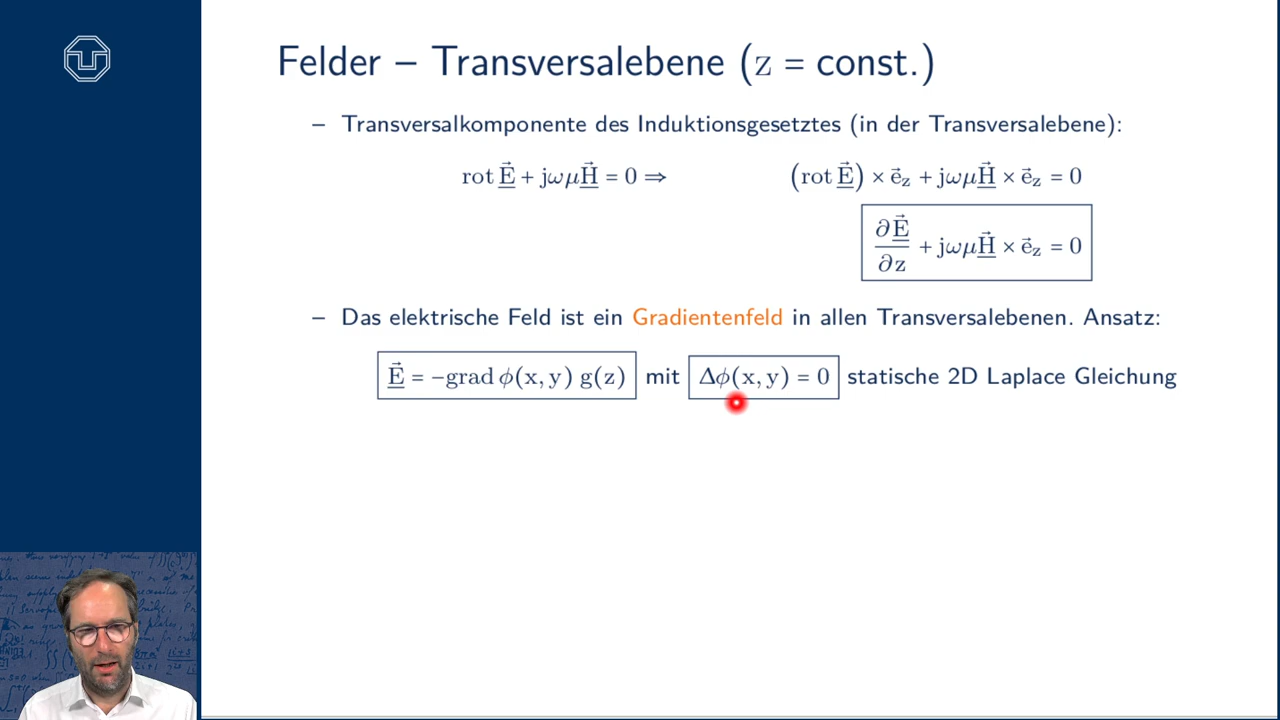 Felder – Transversalebene (z = const.)
– Transversalkomponente des Induktionsgesetztes (in der Transversalebene):
rot E⃗ + jωμH⃗ = 0 ⇒ (rot E⃗) × e⃗_z + jωμH⃗ × e⃗_z = 0
∂E⃗/∂z + jωμH⃗ × e⃗_z = 0
– Das elektrische Feld ist ein Gradientenfeld in allen Transversalebenen. Ansatz:
E⃗ = −grad ϕ(x, y) g(z) mit Δϕ(x, y) = 0 statische 2D Laplace Gleichung